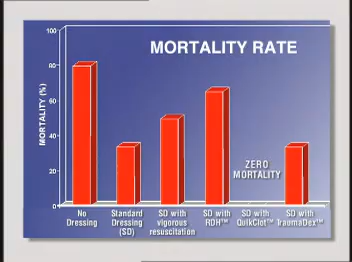 MORTALITY RATE
MORTALITY (%)
100
80
60
40
20
0
ZERO
MORTALITY
No
Dressing
Standard
Dressing
(SD)
SD with
vigorous
resuscitation
SD with
RDH™
SD with
QuikClot™
SD with
TraumaDex™